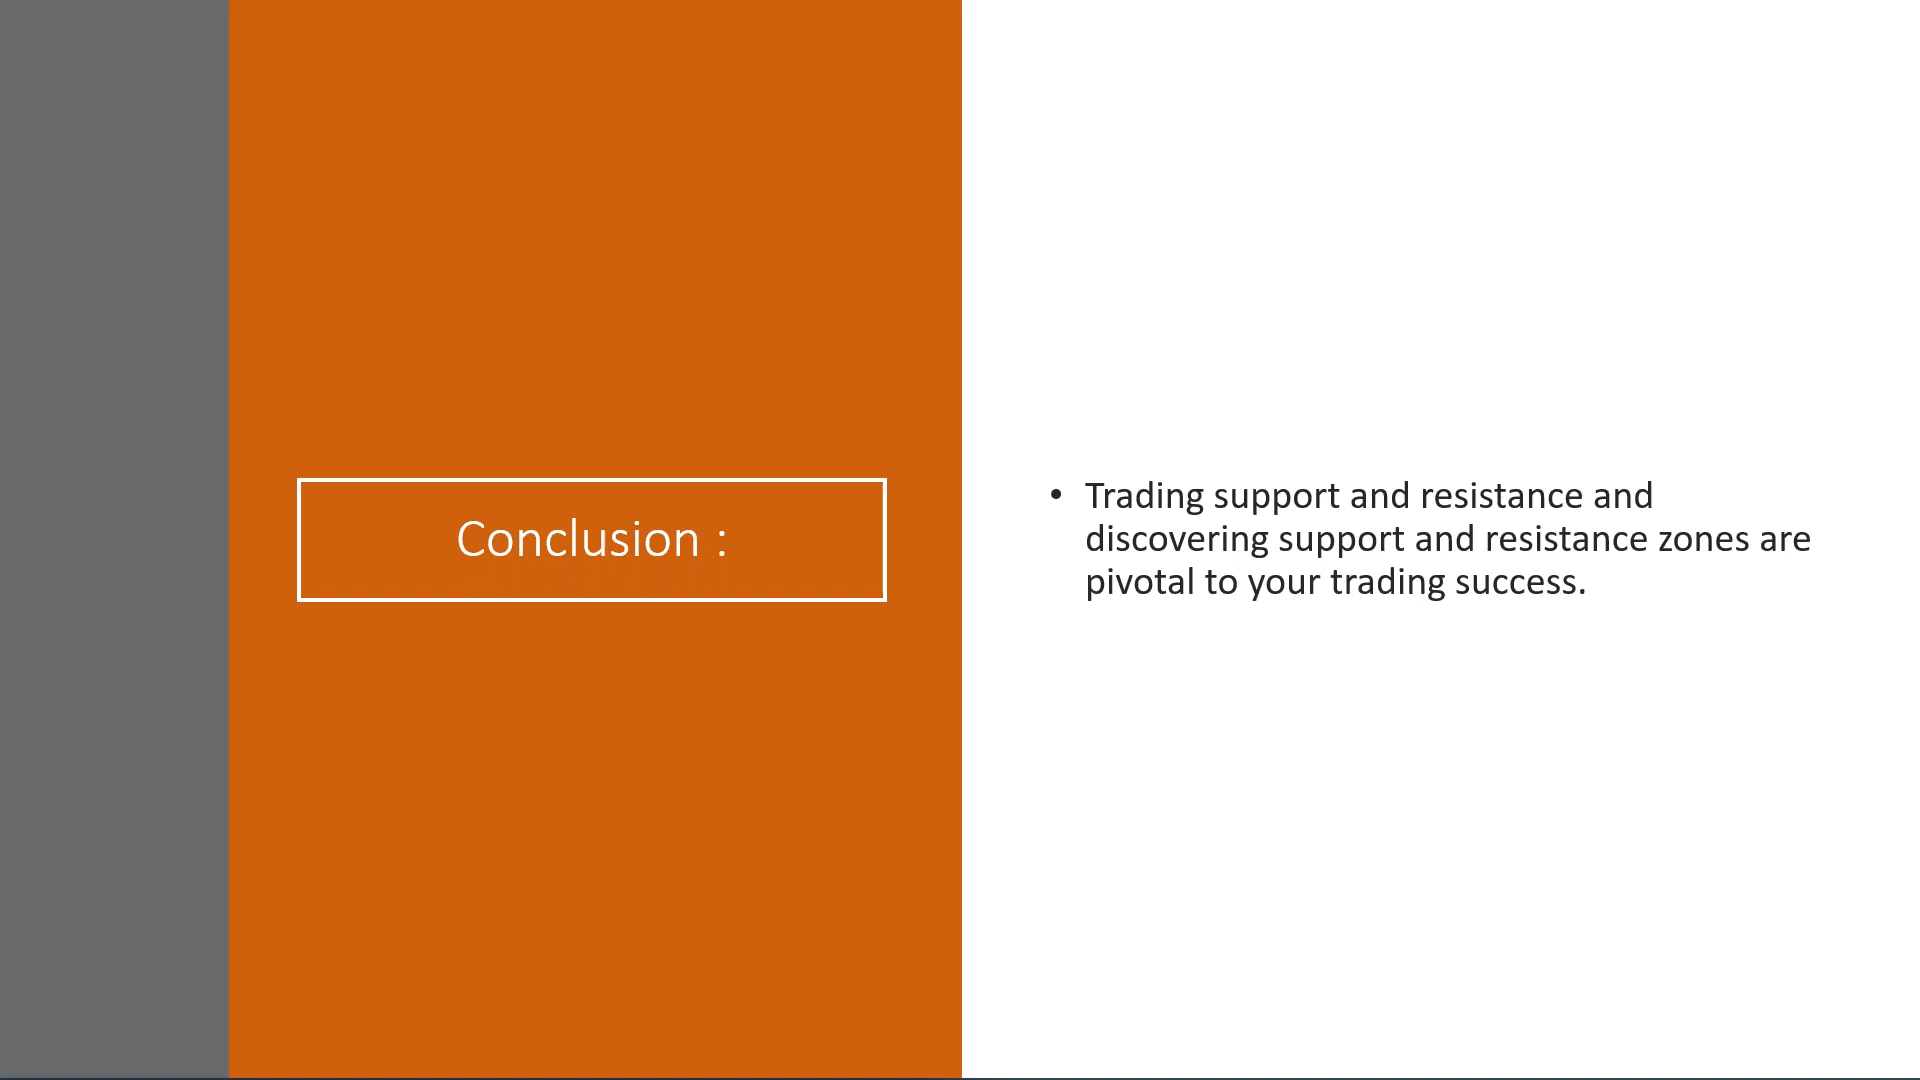 Conclusion :
• Trading support and resistance and
discovering support and resistance zones are
pivotal to your trading success.